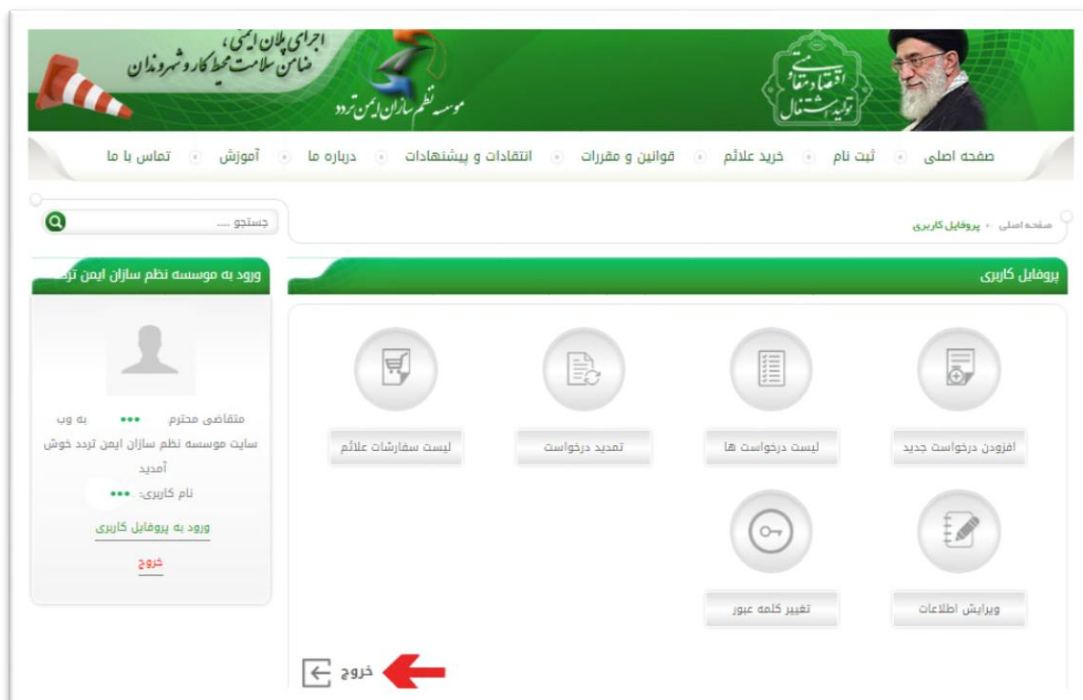 اجرای پلان ایمنی،
ضامن سلامت محیط کار و شهروندان
موسسه نظم سازان ایمن تردد
اقتصاد مقاومتی
تولید اشتغال
صفحه اصلی
ثبت نام
خرید علائم
قوانین و مقررات
انتقادات و پیشنهادات
درباره ما
آموزش
تماس با ما
صفحه اصلی
پروفایل کاربری
جستجو ....
پروفایل کاربری
افزودن درخواست جدید
لیست درخواست ها
تمدید درخواست
لیست سفارشات علائم
ویرایش اطلاعات
تغییر کلمه عبور
خروج
ورود به موسسه نظم سازان ایمن تردد
متقاضی محترم ••• به وب
سایت موسسه نظم سازان ایمن تردد خوش
آمدید
نام کاربری: •••
ورود به پروفایل کاربری
خروج